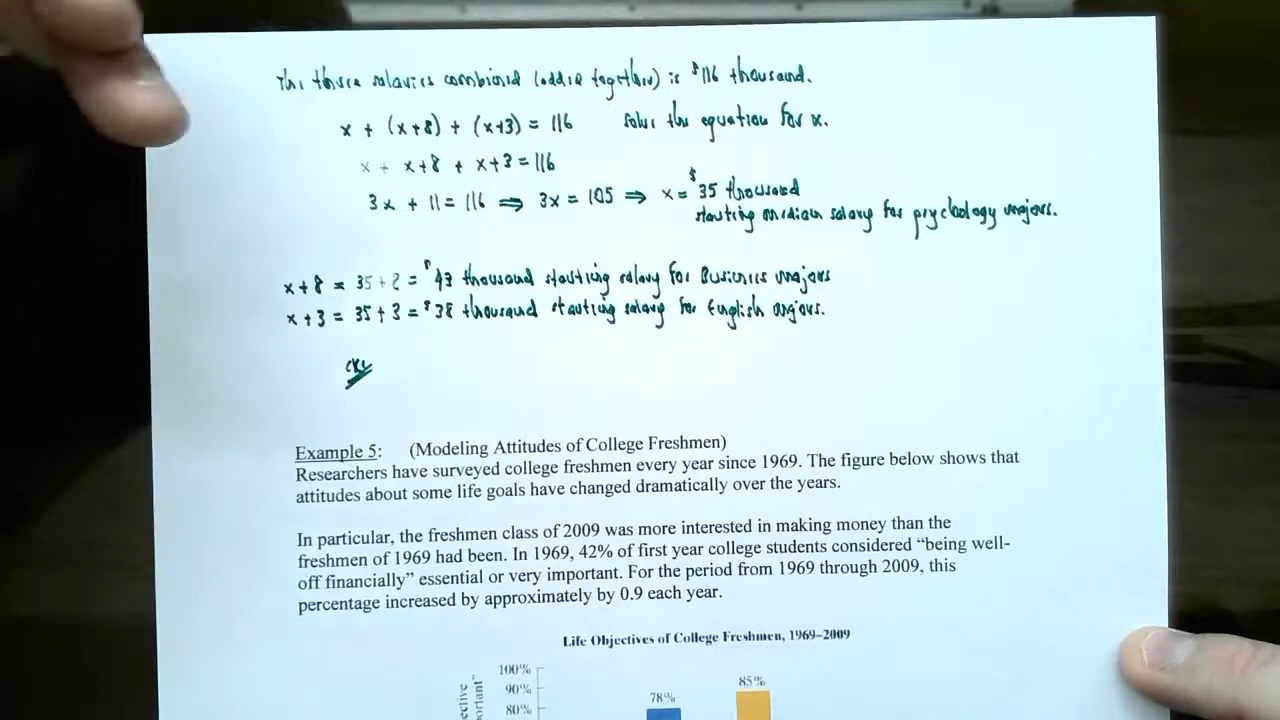 The three salaries combined (added together) is $116 thousand.
x + (x+8) + (x+3) = 116 solve the equation for x.
x + x+8 + x+3 = 116
3x + 11 = 116 ⇒ 3x = 105 ⇒ x = $35 thousand
starting median salary for psychology majors.
x+8 = 35+8 = $43 thousand starting salary for Business majors
x+3 = 35+3 = $38 thousand starting salary for English majors.
Example 5: (Modeling Attitudes of College Freshmen)
Researchers have surveyed college freshmen every year since 1969. The figure below shows that
attitudes about some life goals have changed dramatically over the years.
In particular, the freshmen class of 2009 was more interested in making money than the
freshmen of 1969 had been. In 1969, 42% of first year college students considered “being well-
off financially” essential or very important. For the period from 1969 through 2009, this
percentage increased by approximately by 0.9 each year.
Life Objectives of College Freshmen, 1969–2009
100%
90%
80%
78%
85%